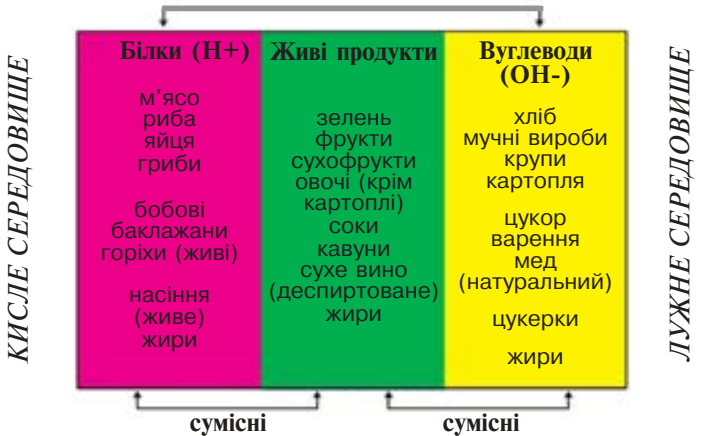 КИСЛЕ СЕРЕДОВИЩЕ
Білки (H+)
м'ясо
риба
яйця
гриби
бобові
баклажани
горіхи (живі)
насіння
(живе)
жири
Живі продукти
зелень
фрукти
сухофрукти
овочі (крім
картоплі)
соки
кавуни
сухе вино
(деспиртоване)
жири
Вуглеводи
(OH-)
хліб
мучні вироби
крупи
картопля
цукор
варення
мед
(натуральний)
цукерки
жири
ЛУЖНЕ СЕРЕДОВИЩЕ
сумісні
сумісні